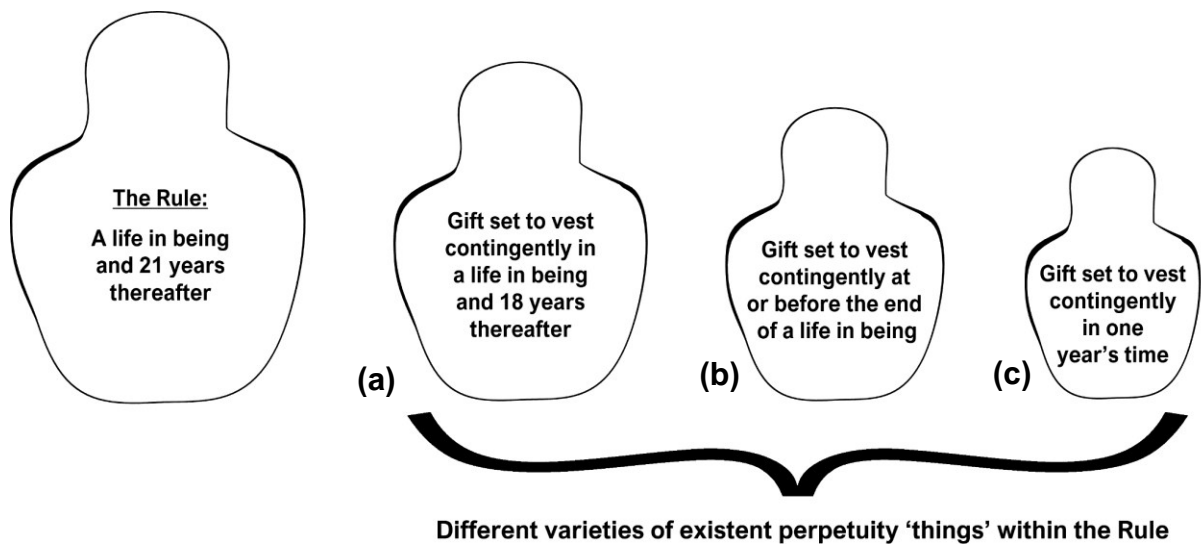 The Rule:
A life in being
and 21 years
thereafter
Gift set to vest
contingently in
a life in being
and 18 years
thereafter
(a)
Gift set to vest
contingently at
or before the end
of a life in being
(b)
Gift set to vest
contingently
in one
year’s time
(c)
Different varieties of existent perpetuity ‘things’ within the Rule